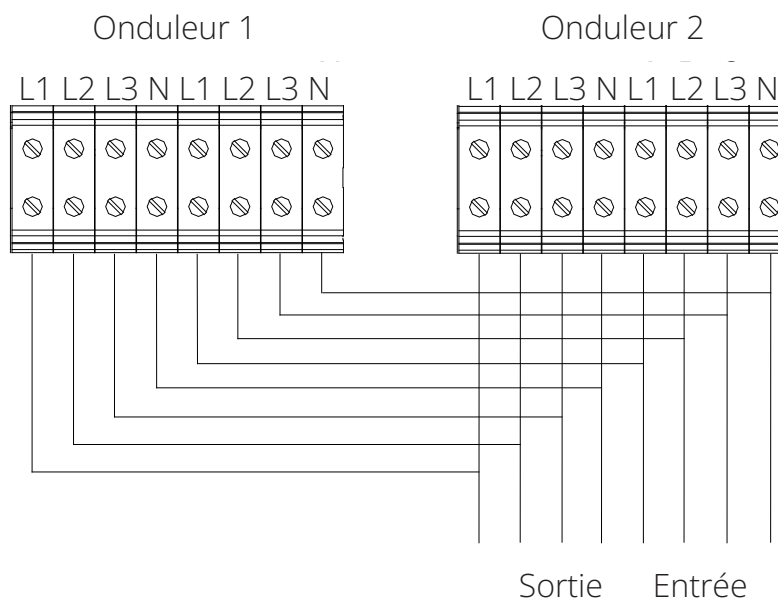 Onduleur 1 Onduleur 2
L1 L2 L3 N L1 L2 L3 N L1 L2 L3 N L1 L2 L3 N
Sortie Entrée